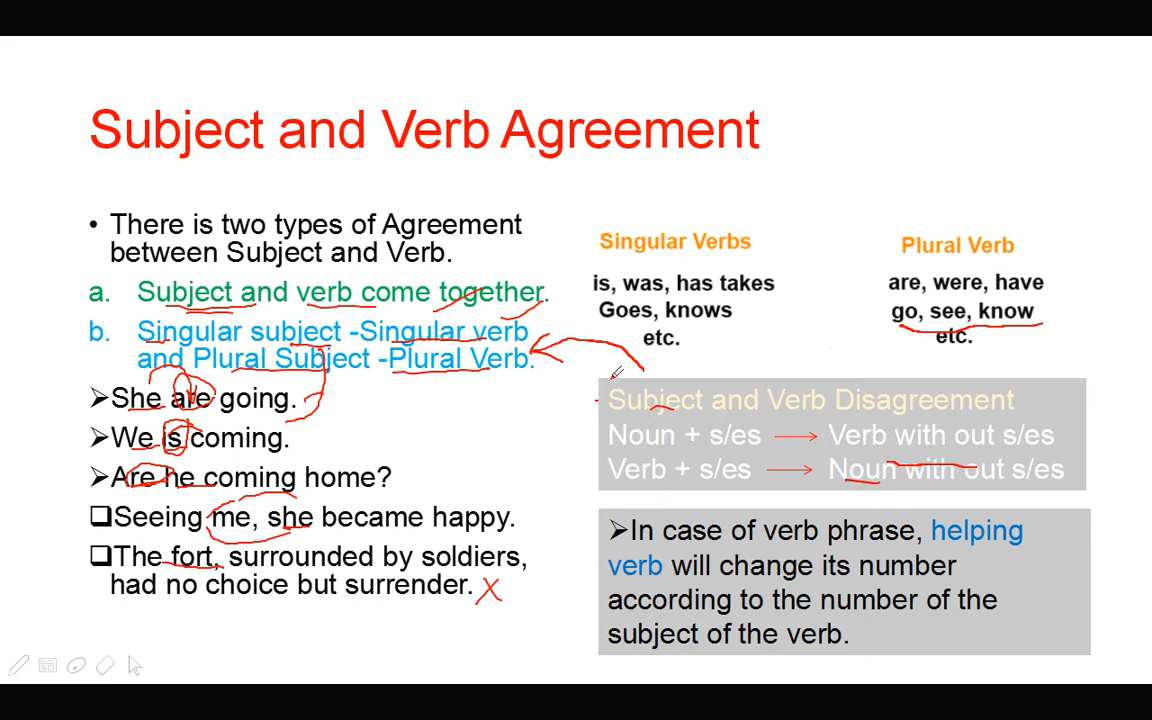 Subject and Verb Agreement
• There is two types of Agreement
between Subject and Verb.
a. Subject and verb come together.
b. Singular subject -Singular verb
and Plural Subject -Plural Verb.
➢She are going.
➢We is coming.
➢Are he coming home?
❑Seeing me, she became happy.
❑The fort, surrounded by soldiers,
had no choice but surrender. X
Singular Verbs
is, was, has takes
Goes, knows
etc.
Plural Verb
are, were, have
go, see, know
etc.
Subject and Verb Disagreement
Noun + s/es → Verb with out s/es
Verb + s/es → Noun with out s/es
➢In case of verb phrase, helping
verb will change its number
according to the number of the
subject of the verb.